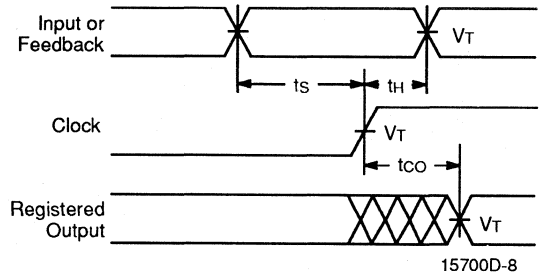 Input or
Feedback
VT
tS
tH
Clock
VT
tCO
Registered
Output
VT
15700D-8